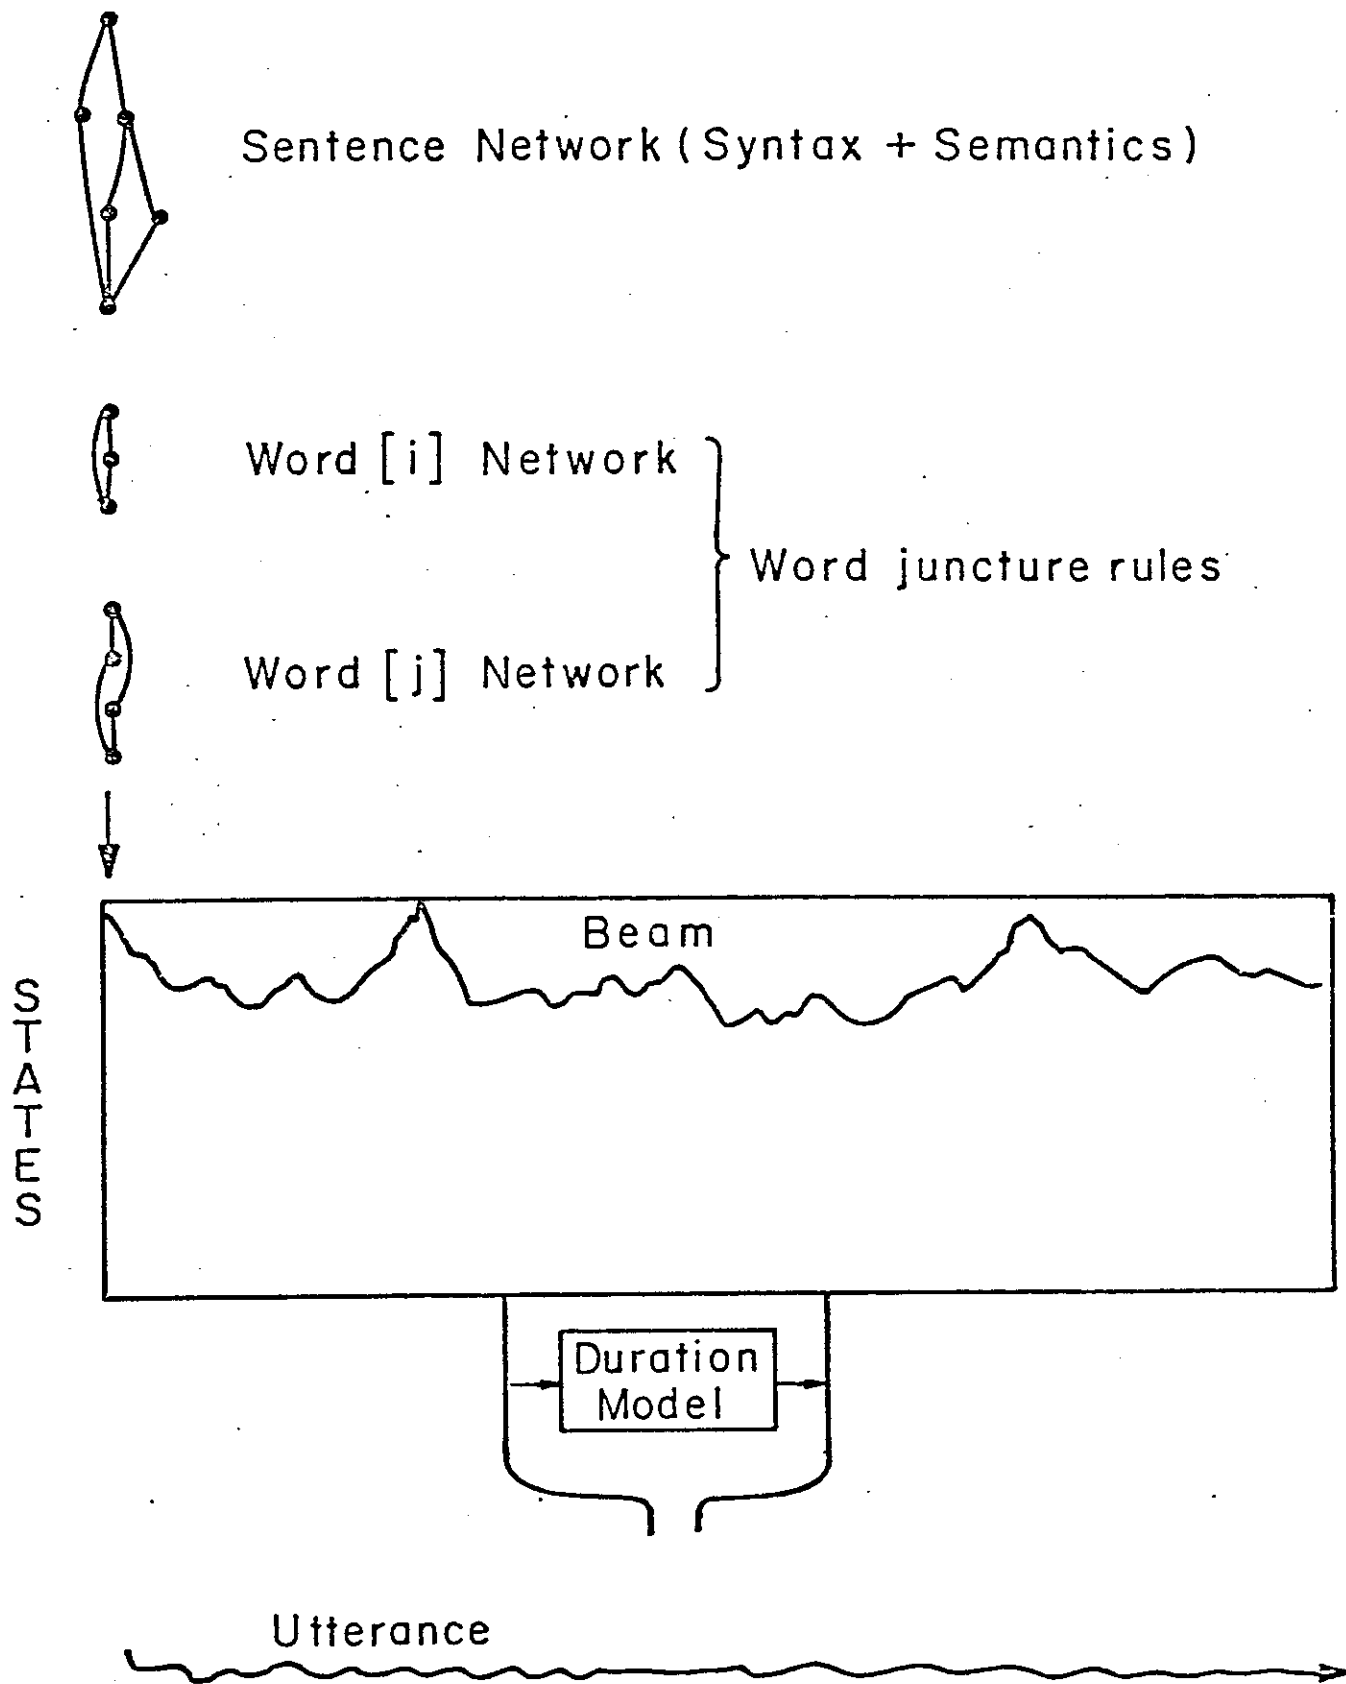 Sentence Network (Syntax + Semantics)
Word [i] Network
Word juncture rules
Word [j] Network
Beam
STATES
Duration
Model
Utterance